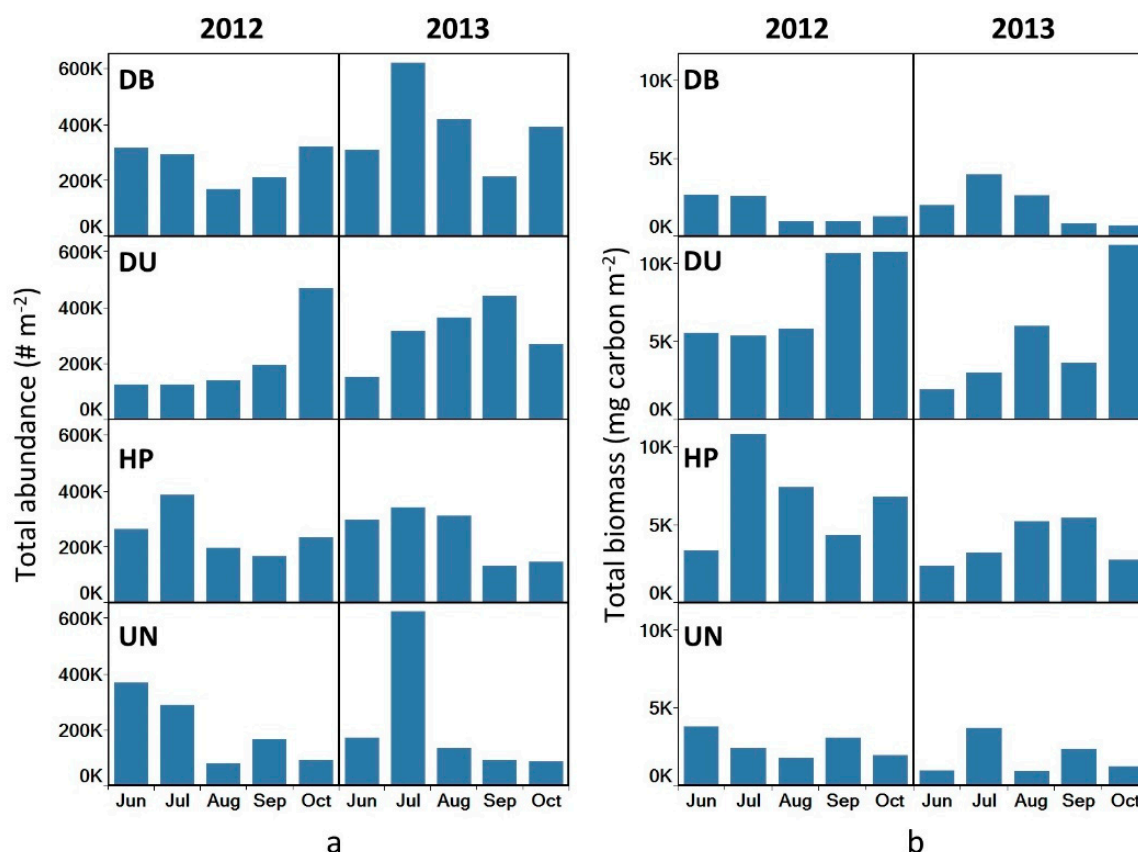 2012 2013
Total abundance (# m⁻²)
600K
DB
400K
200K
0K
600K
DU
400K
200K
0K
600K
HP
400K
200K
0K
600K
UN
400K
200K
0K
Jun Jul Aug Sep Oct Jun Jul Aug Sep Oct
a
2012 2013
Total biomass (mg carbon m⁻²)
10K
DB
5K
0K
10K
DU
5K
0K
10K
HP
5K
0K
10K
UN
5K
0K
Jun Jul Aug Sep Oct Jun Jul Aug Sep Oct
b